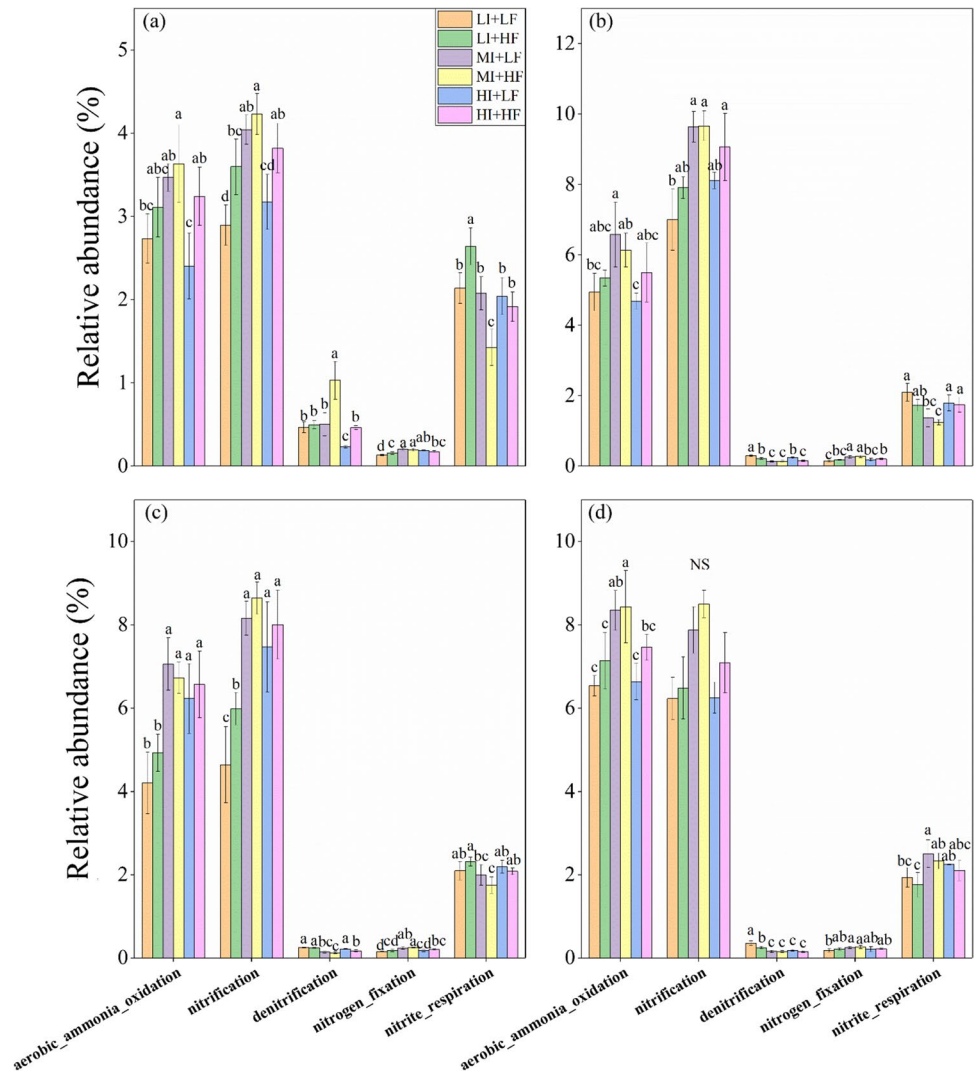 (a)
LI+LF
LI+HF
MI+LF
MI+HF
HI+LF
HI+HF
Relative abundance (%)
5
4
3
2
1
0
bc abc ab a c ab
d bc ab a cd ab
b b b a c b
d c a a ab bc
b a b c b b
(b)
12
10
8
6
4
2
0
bc abc a ab c abc
b ab a a ab a
a b c c b c
c bc a a bc b
a ab bc c a a
(c)
Relative abundance (%)
10
8
6
4
2
0
b b a a a a
c b a a a a
a a bc c a b
d cd ab a cd bc
ab a bc c ab ab
aerobic_ammonia_oxidation
nitrification
denitrification
nitrogen_fixation
nitrite_respiration
(d)
10
8
6
4
2
0
c c ab a c bc
NS
a b c c c c
b ab a a ab ab
bc c a ab ab abc
aerobic_ammonia_oxidation
nitrification
denitrification
nitrogen_fixation
nitrite_respiration